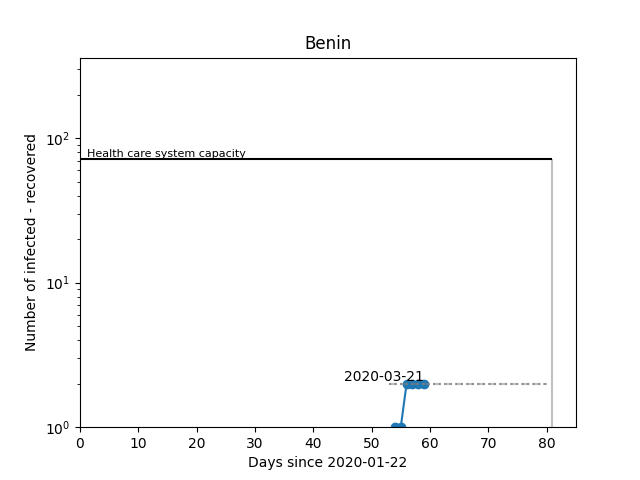 Benin
Number of infected - recovered
10²
10¹
10⁰
Health care system capacity
2020-03-21
0 10 20 30 40 50 60 70 80
Days since 2020-01-22